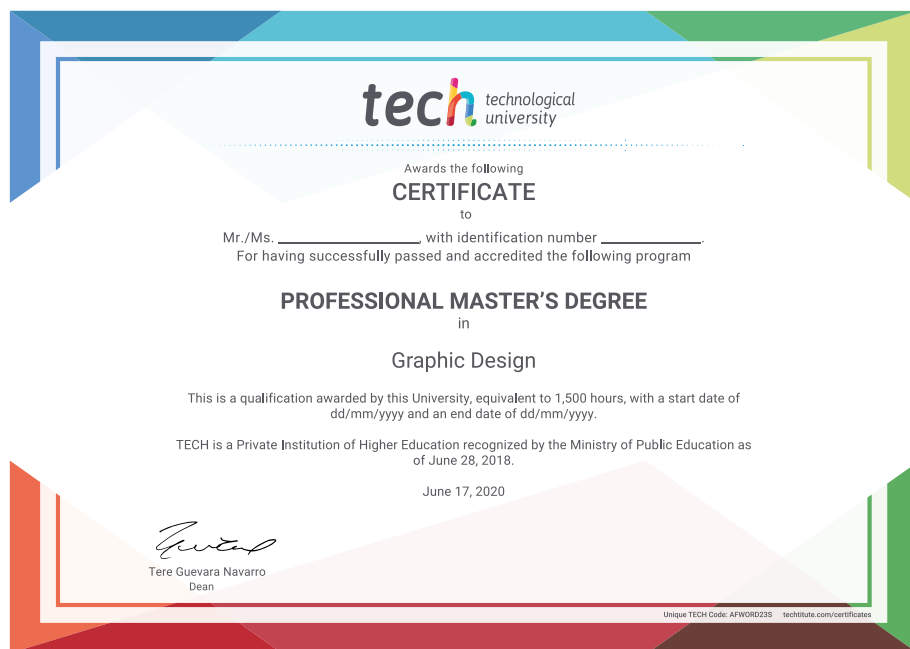 tech technological
university
Awards the following
CERTIFICATE
to
Mr./Ms. ____________, with identification number ____________.
For having successfully passed and accredited the following program
PROFESSIONAL MASTER'S DEGREE
in
Graphic Design
This is a qualification awarded by this University, equivalent to 1,500 hours, with a start date of
dd/mm/yyyy and an end date of dd/mm/yyyy.
TECH is a Private Institution of Higher Education recognized by the Ministry of Public Education as
of June 28, 2018.
June 17, 2020
Tere Guevara Navarro
Dean
Unique TECH Code: AFWORD23S techtitute.com/certificates